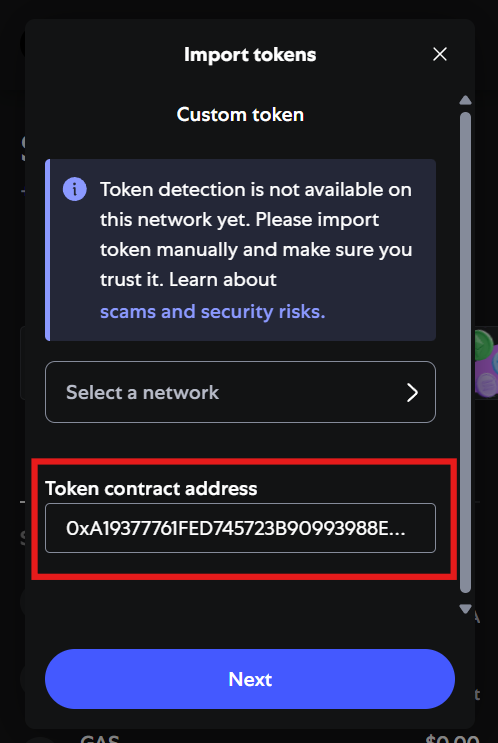 Import tokens
Custom token
Token detection is not available on
this network yet. Please import
token manually and make sure you
trust it. Learn about
scams and security risks.
Select a network
Token contract address
0xA19377761FED745723B90993988E...
Next
GAS
$0.00